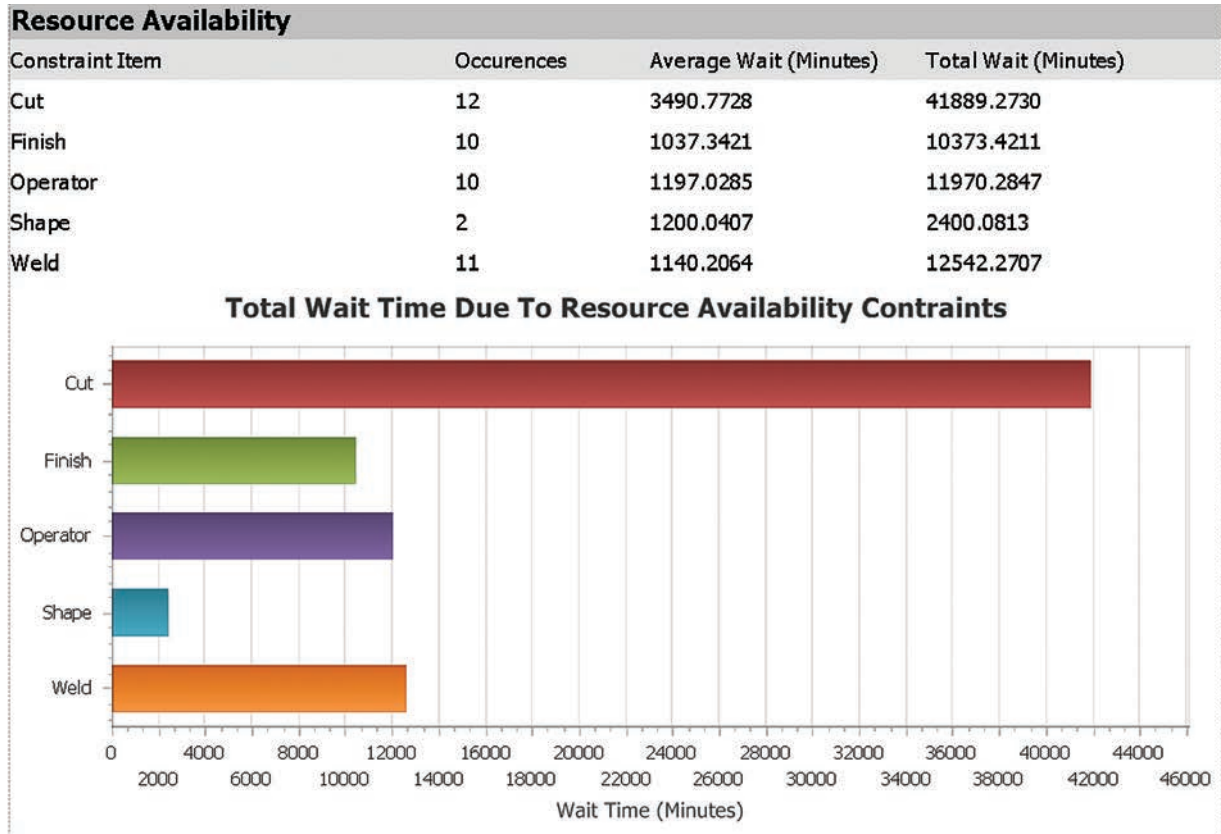 Resource Availability
Constraint Item Occurences Average Wait (Minutes) Total Wait (Minutes)
Cut 12 3490.7728 41889.2730
Finish 10 1037.3421 10373.4211
Operator 10 1197.0285 11970.2847
Shape 2 1200.0407 2400.0813
Weld 11 1140.2064 12542.2707
Total Wait Time Due To Resource Availability Contraints
Cut
Finish
Operator
Shape
Weld
0 4000 8000 12000 16000 20000 24000 28000 32000 36000 40000 44000
2000 6000 10000 14000 18000 22000 26000 30000 34000 38000 42000 46000
Wait Time (Minutes)